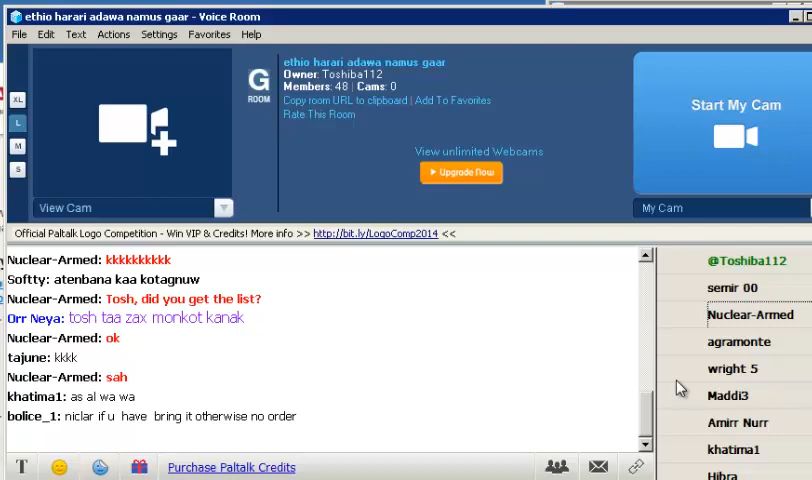 ethio harari adawa namus gaar - Voice Room
File Edit Text Actions Settings Favorites Help
XL
L
M
S
View Cam
G
ROOM
ethio harari adawa namus gaar
Owner: Toshiba112
Members: 48 | Cams: 0
Copy room URL to clipboard | Add To Favorites
Rate This Room
View unlimited Webcams
Upgrade Now
Start My Cam
My Cam
Official Paltalk Logo Competition - Win VIP & Credits! More info >> http://bit.ly/LogoComp2014 <<
Nuclear-Armed: kkkkkkkkkk
Softty: atenbana kaa kotagnuw
Nuclear-Armed: Tosh, did you get the list?
Orr Neya: tosh taa zax monkot kanak
Nuclear-Armed: ok
tajune: kkkk
Nuclear-Armed: sah
khatima1: as al wa wa
bolice_1: niclar if u have bring it otherwise no order
@Toshiba112
semir 00
Nuclear-Armed
agramonte
wright 5
Maddi3
Amirr Nurr
khatima1
Hibra
T
Purchase Paltalk Credits